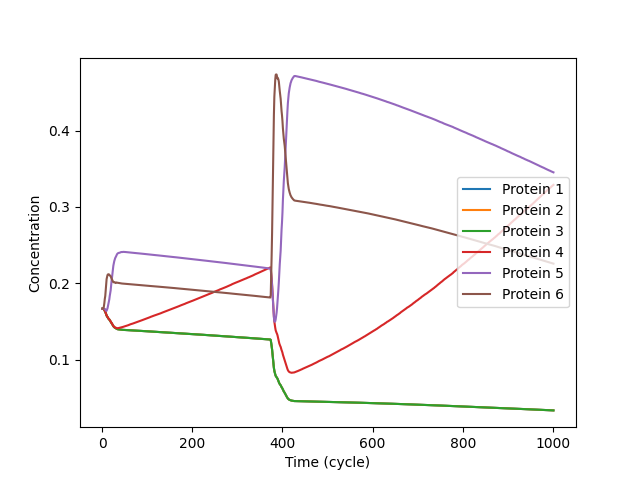 0.4
0.3
0.2
0.1
Concentration
0
200
400
600
800
1000
Time (cycle)
Protein 1
Protein 2
Protein 3
Protein 4
Protein 5
Protein 6